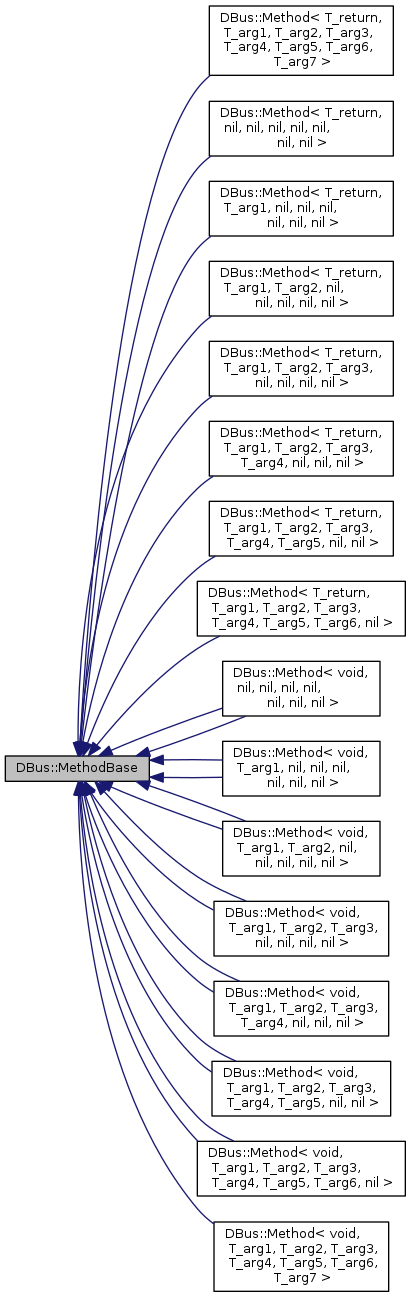 DBus::Method< T_return,
T_arg1, T_arg2, T_arg3,
T_arg4, T_arg5, T_arg6,
T_arg7 >
DBus::Method< T_return,
nil, nil, nil, nil, nil,
nil, nil >
DBus::Method< T_return,
T_arg1, nil, nil, nil,
nil, nil, nil >
DBus::Method< T_return,
T_arg1, T_arg2, nil,
nil, nil, nil, nil >
DBus::Method< T_return,
T_arg1, T_arg2, T_arg3,
nil, nil, nil, nil >
DBus::Method< T_return,
T_arg1, T_arg2, T_arg3,
T_arg4, nil, nil, nil >
DBus::Method< T_return,
T_arg1, T_arg2, T_arg3,
T_arg4, T_arg5, nil, nil >
DBus::Method< T_return,
T_arg1, T_arg2, T_arg3,
T_arg4, T_arg5, T_arg6, nil >
DBus::Method< void,
nil, nil, nil, nil,
nil, nil, nil >
DBus::MethodBase
DBus::Method< void,
T_arg1, nil, nil, nil,
nil, nil, nil >
DBus::Method< void,
T_arg1, T_arg2, nil,
nil, nil, nil, nil >
DBus::Method< void,
T_arg1, T_arg2, T_arg3,
nil, nil, nil, nil >
DBus::Method< void,
T_arg1, T_arg2, T_arg3,
T_arg4, nil, nil, nil >
DBus::Method< void,
T_arg1, T_arg2, T_arg3,
T_arg4, T_arg5, nil, nil >
DBus::Method< void,
T_arg1, T_arg2, T_arg3,
T_arg4, T_arg5, T_arg6, nil >
DBus::Method< void,
T_arg1, T_arg2, T_arg3,
T_arg4, T_arg5, T_arg6,
T_arg7 >